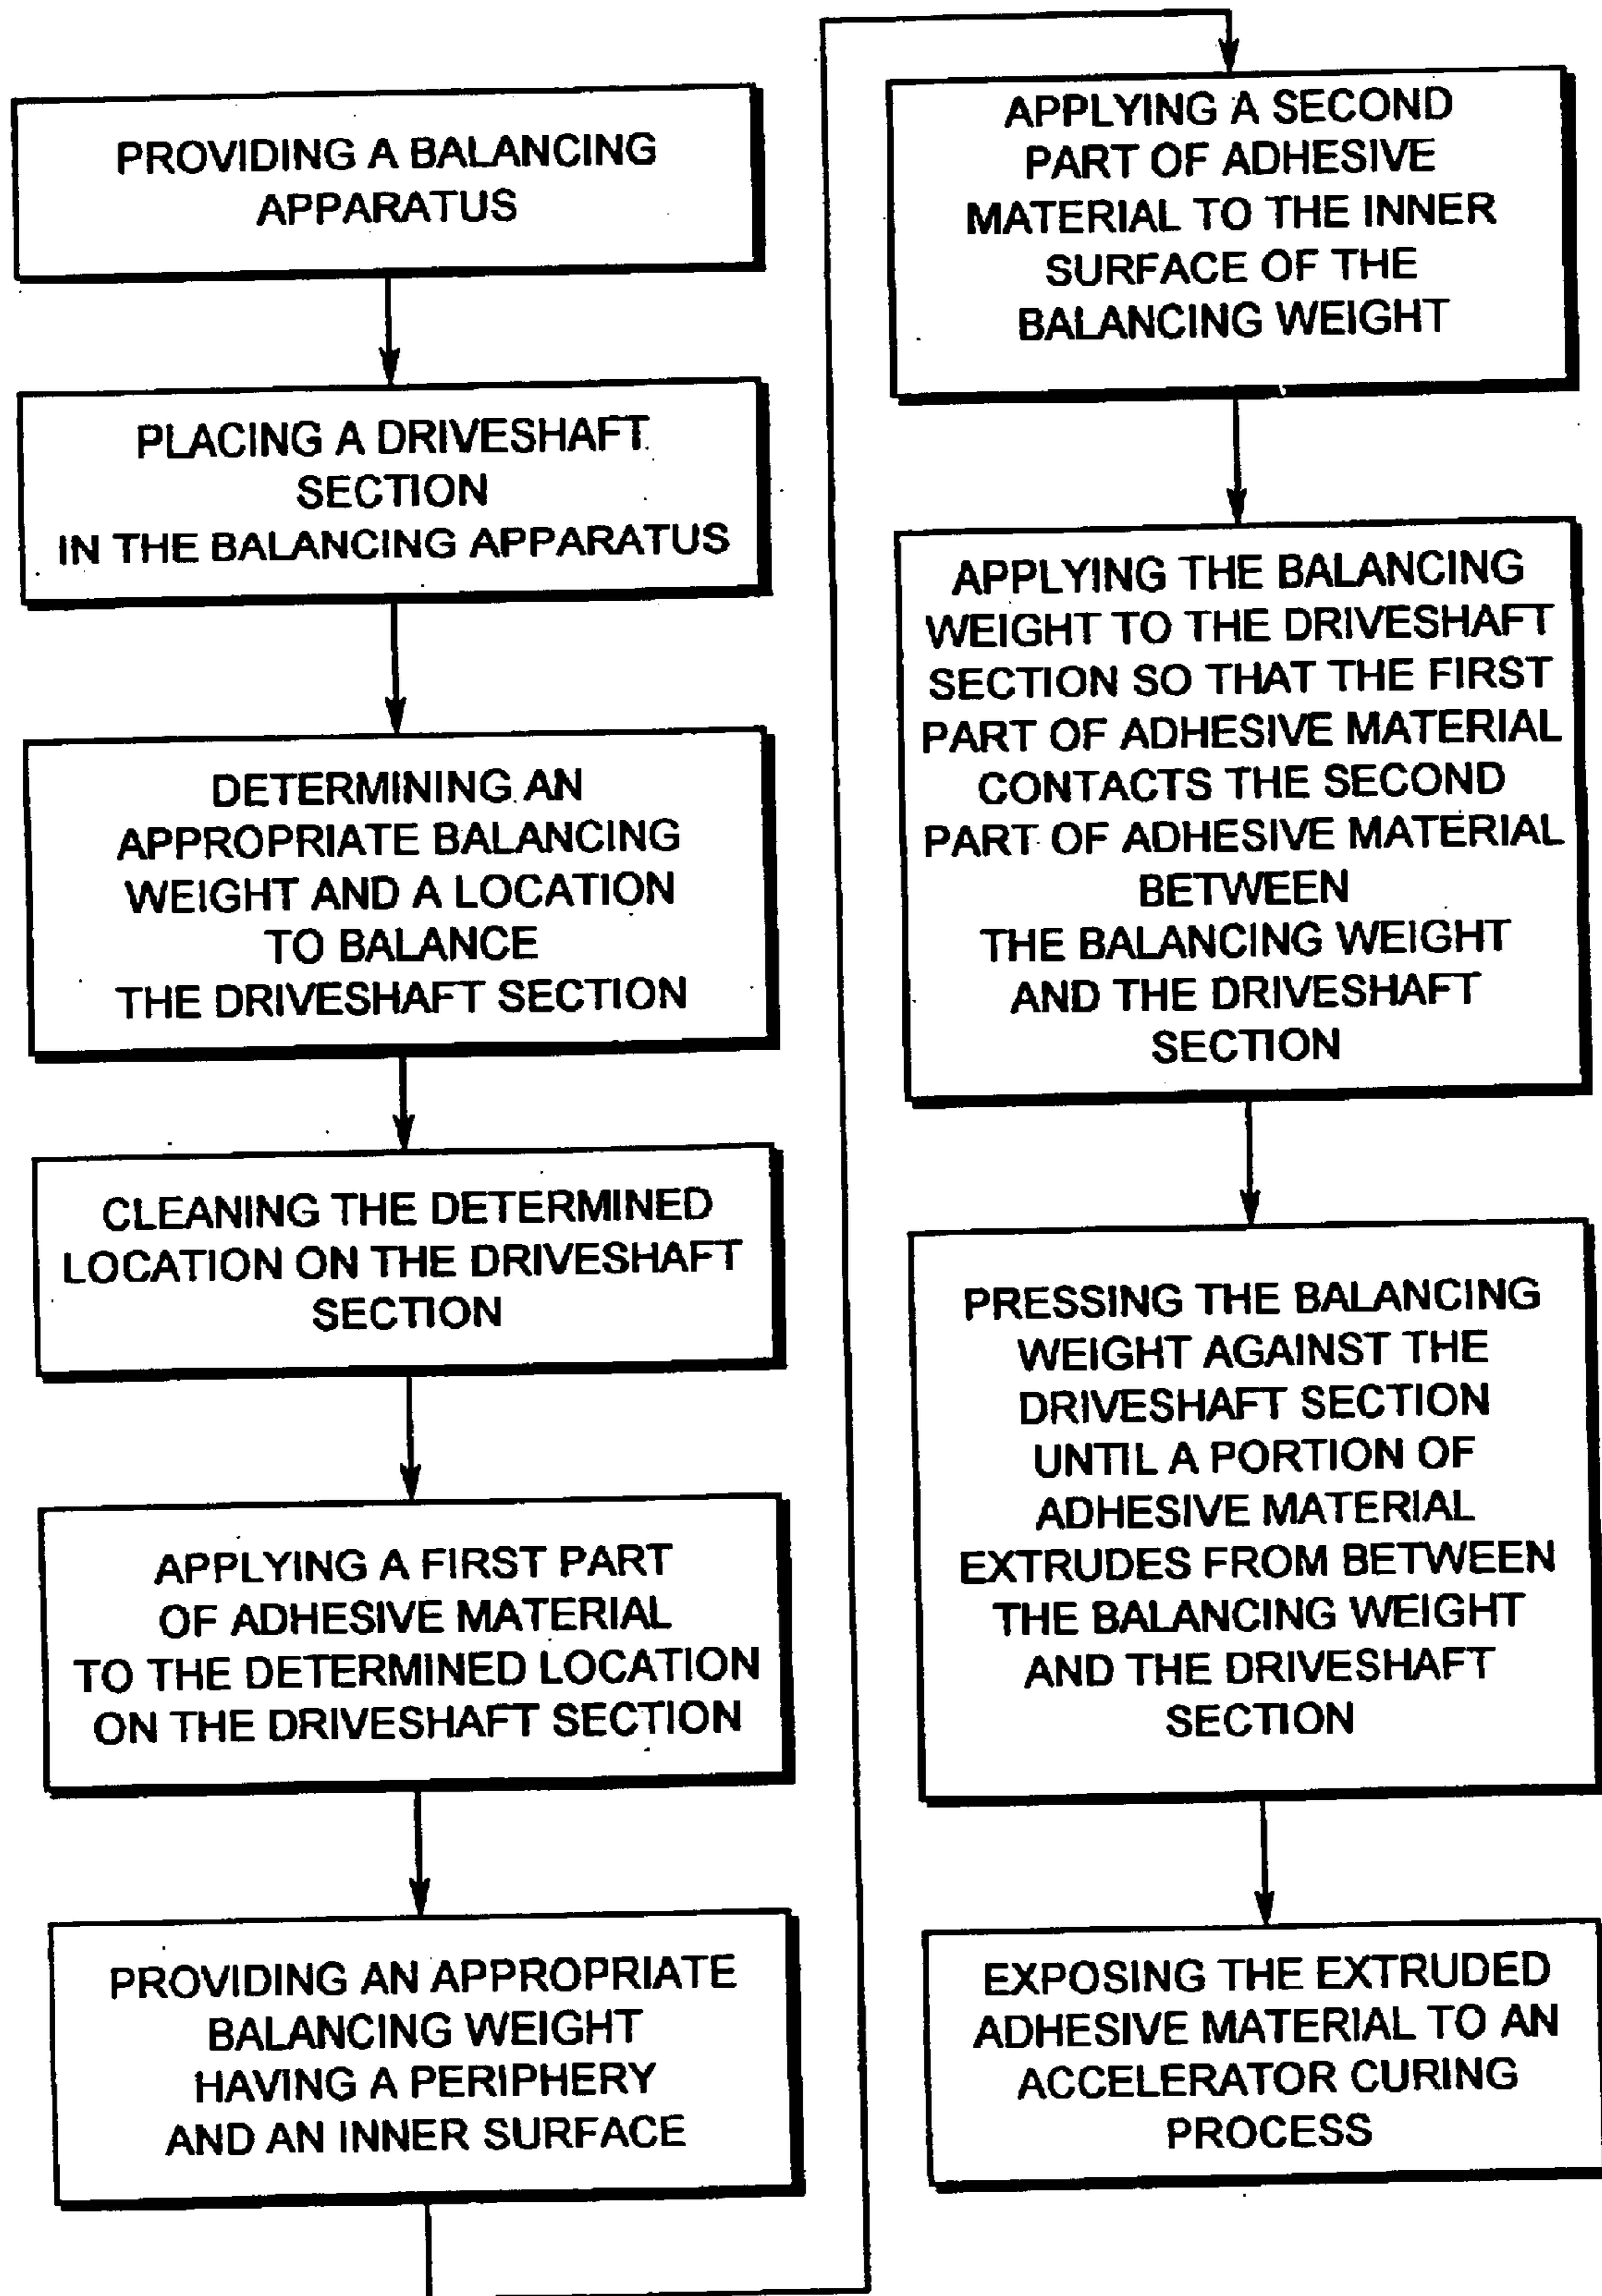 PROVIDING A BALANCING
APPARATUS
PLACING A DRIVESHAFT
SECTION
IN THE BALANCING APPARATUS
DETERMINING AN
APPROPRIATE BALANCING
WEIGHT AND A LOCATION
TO BALANCE
THE DRIVESHAFT SECTION
CLEANING THE DETERMINED
LOCATION ON THE DRIVESHAFT
SECTION
APPLYING A FIRST PART
OF ADHESIVE MATERIAL
TO THE DETERMINED LOCATION
ON THE DRIVESHAFT SECTION
PROVIDING AN APPROPRIATE
BALANCING WEIGHT
HAVING A PERIPHERY
AND AN INNER SURFACE
APPLYING A SECOND
PART OF ADHESIVE
MATERIAL TO THE INNER
SURFACE OF THE
BALANCING WEIGHT
APPLYING THE BALANCING
WEIGHT TO THE DRIVESHAFT
SECTION SO THAT THE FIRST
PART OF ADHESIVE MATERIAL
CONTACTS THE SECOND
PART OF ADHESIVE MATERIAL
BETWEEN
THE BALANCING WEIGHT
AND THE DRIVESHAFT
SECTION
PRESSING THE BALANCING
WEIGHT AGAINST THE
DRIVESHAFT SECTION
UNTIL A PORTION OF
ADHESIVE MATERIAL
EXTRUDES FROM BETWEEN
THE BALANCING WEIGHT
AND THE DRIVESHAFT
SECTION
EXPOSING THE EXTRUDED
ADHESIVE MATERIAL TO AN
ACCELERATOR CURING
PROCESS